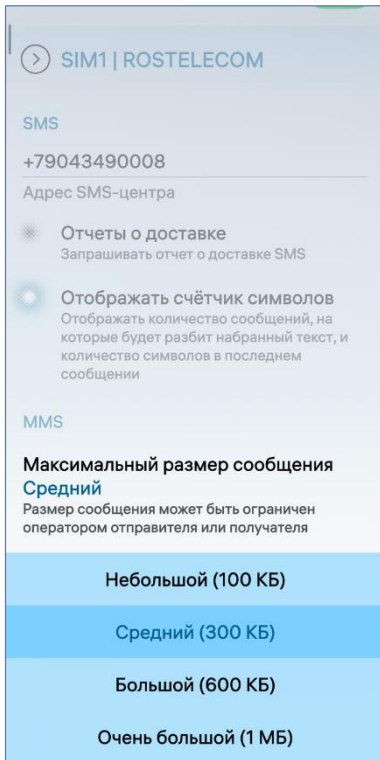 SIM1 | ROSTELECOM
SMS
+79043490008
Адрес SMS-центра
Отчеты о доставке
Запрашивать отчет о доставке SMS
Отображать счётчик символов
Отображать количество сообщений, на
которые будет разбит набранный текст, и
количество символов в последнем
сообщении
MMS
Максимальный размер сообщения
Средний
Размер сообщения может быть ограничен
оператором отправителя или получателя
Небольшой (100 КБ)
Средний (300 КБ)
Большой (600 КБ)
Очень большой (1 МБ)